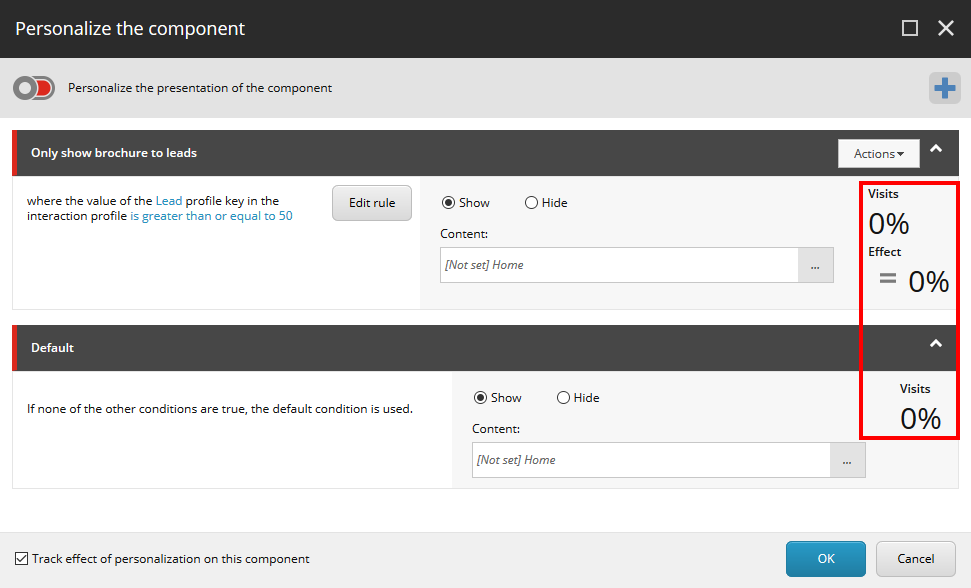 Personalize the component
Personalize the presentation of the component
Only show brochure to leads
Actions
where the value of the Lead profile key in the
interaction profile is greater than or equal to 50
Edit rule
Show Hide
Content:
[Not set] Home
...
Visits
0%
Effect
= 0%
Default
If none of the other conditions are true, the default condition is used.
Show Hide
Content:
[Not set] Home
...
Visits
0%
Track effect of personalization on this component
OK
Cancel